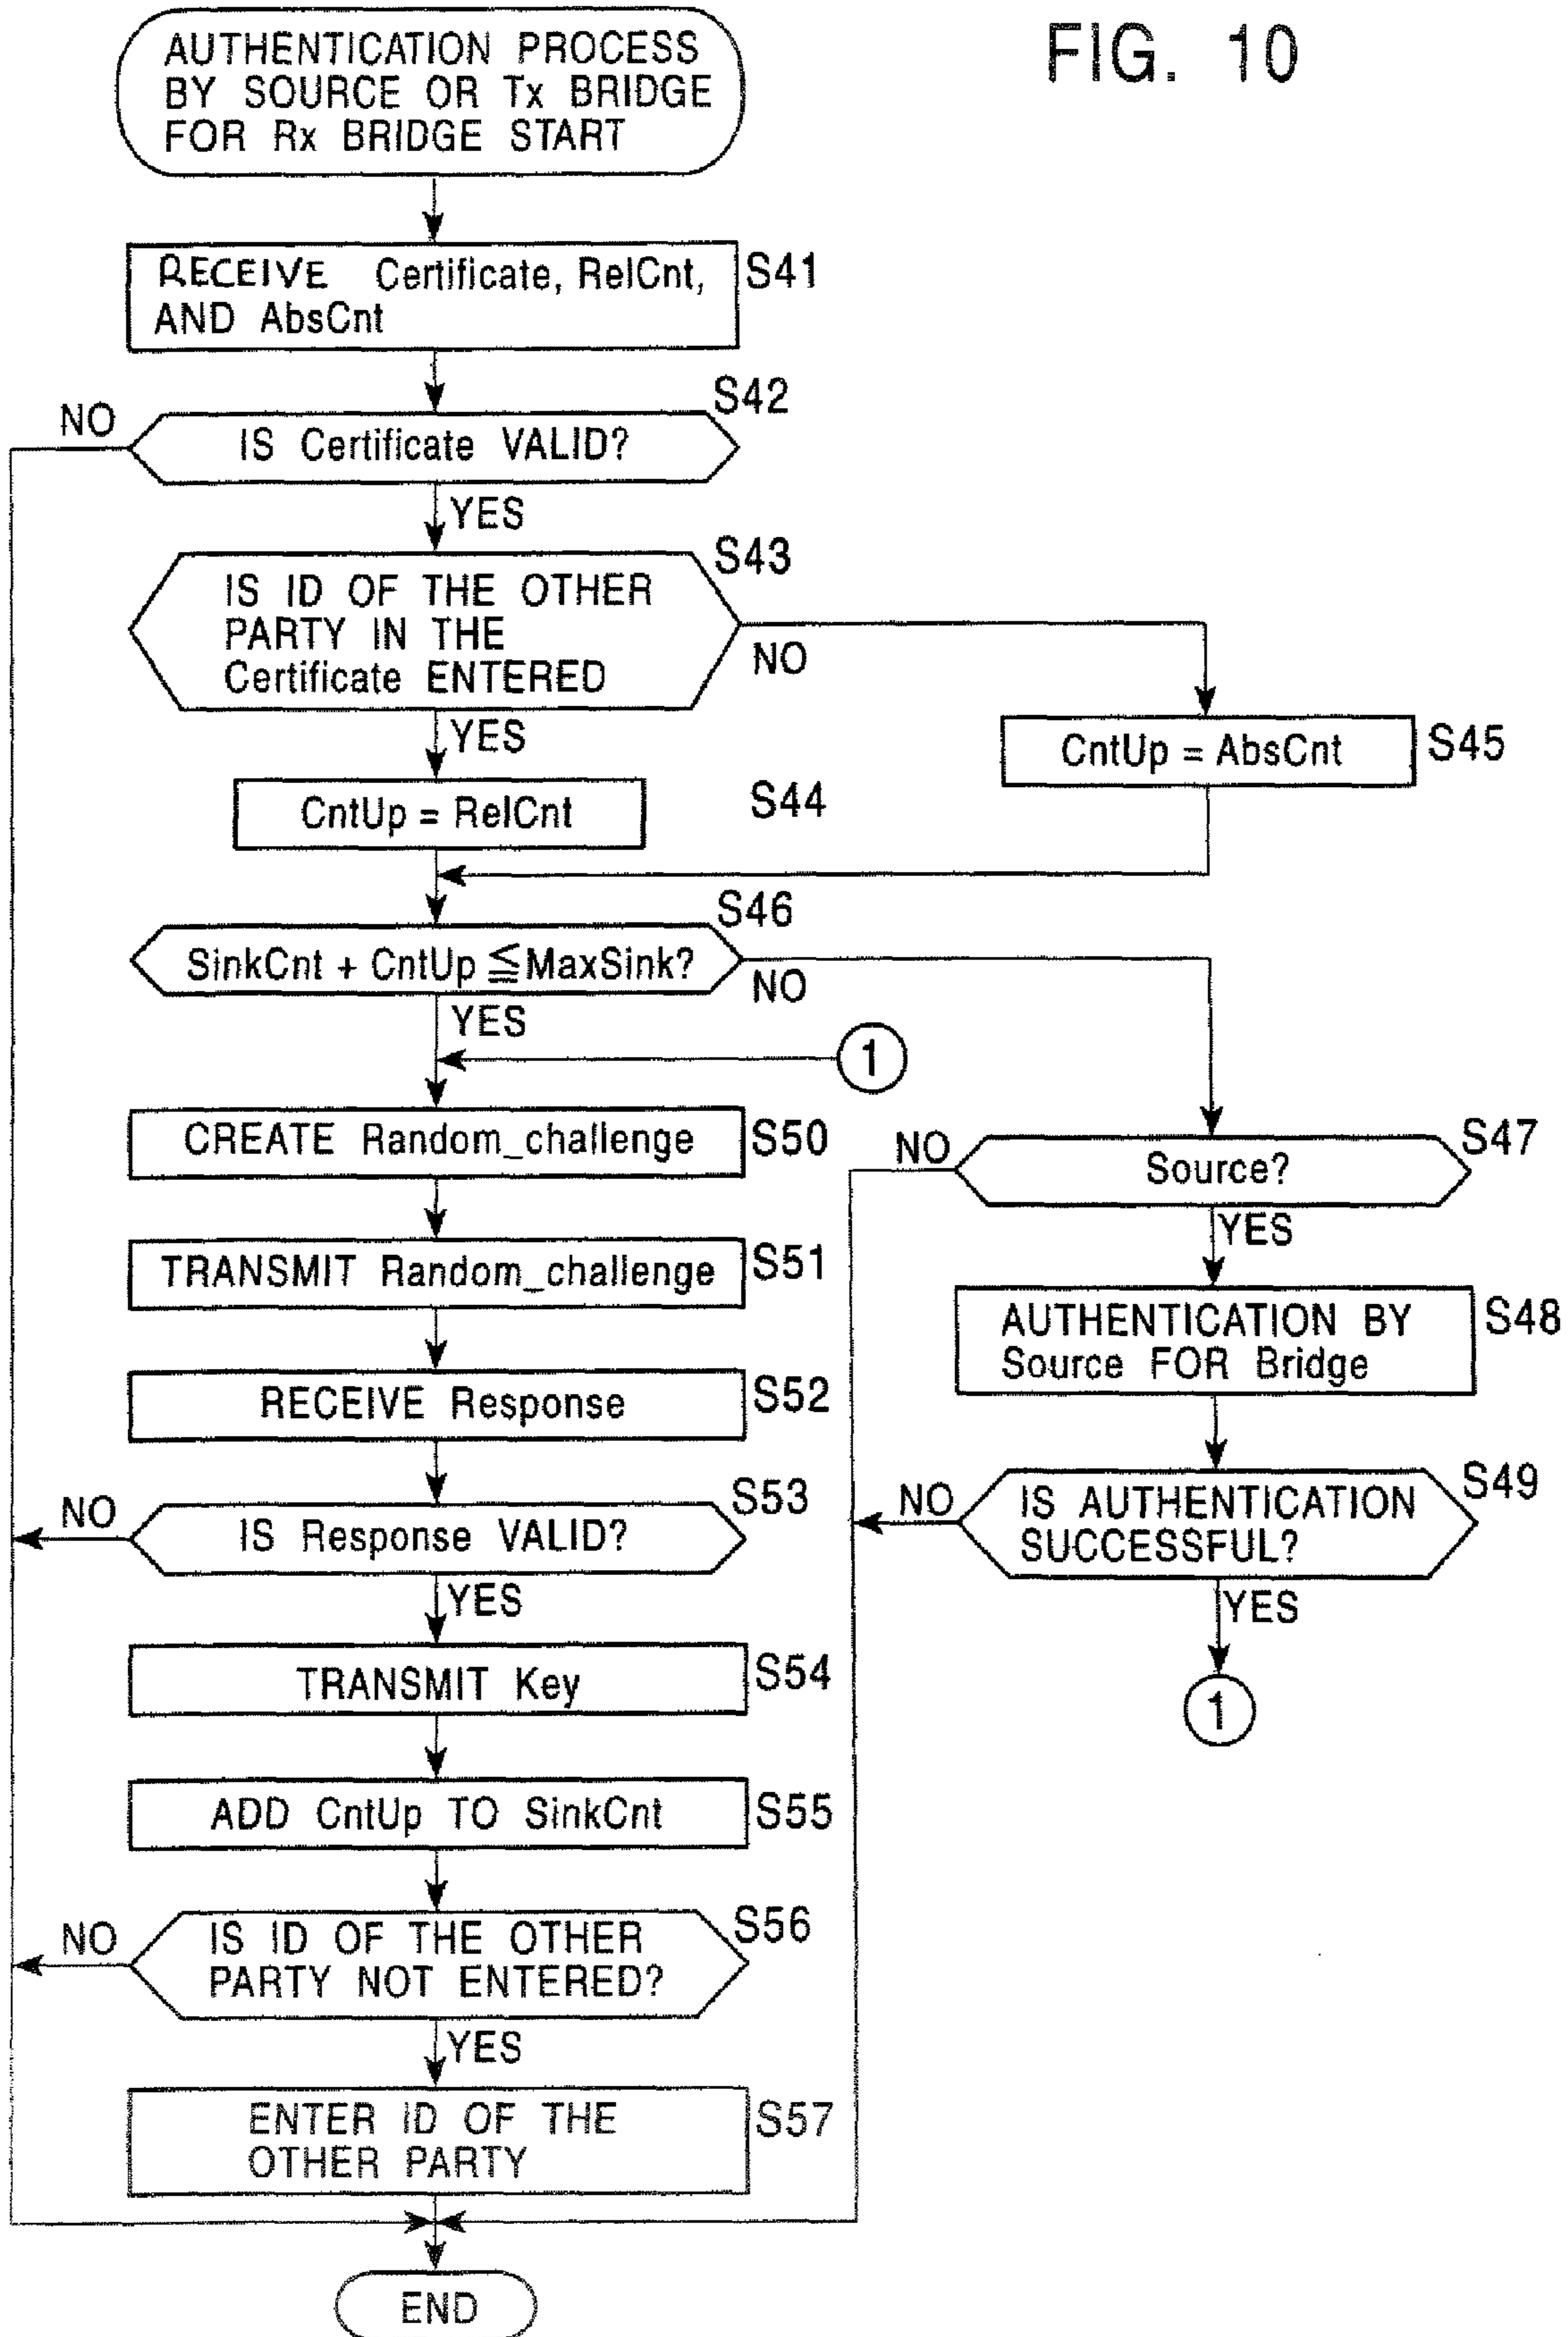 FIG. 10
AUTHENTICATION PROCESS
BY SOURCE OR Tx BRIDGE
FOR Rx BRIDGE START
RECEIVE Certificate, RelCnt,
AND AbsCnt
S41
S42
NO
IS Certificate VALID?
YES
S43
IS ID OF THE OTHER
PARTY IN THE
Certificate ENTERED
NO
YES
CntUp = AbsCnt
S45
CntUp = RelCnt
S44
S46
SinkCnt + CntUp ≦ MaxSink?
NO
YES
1
CREATE Random_challenge
S50
S47
NO
Source?
YES
TRANSMIT Random_challenge
S51
AUTHENTICATION BY
Source FOR Bridge
S48
RECEIVE Response
S52
S49
NO
IS AUTHENTICATION
SUCCESSFUL?
YES
1
S53
NO
IS Response VALID?
YES
TRANSMIT Key
S54
ADD CntUp TO SinkCnt
S55
S56
NO
IS ID OF THE OTHER
PARTY NOT ENTERED?
YES
ENTER ID OF THE
OTHER PARTY
S57
END